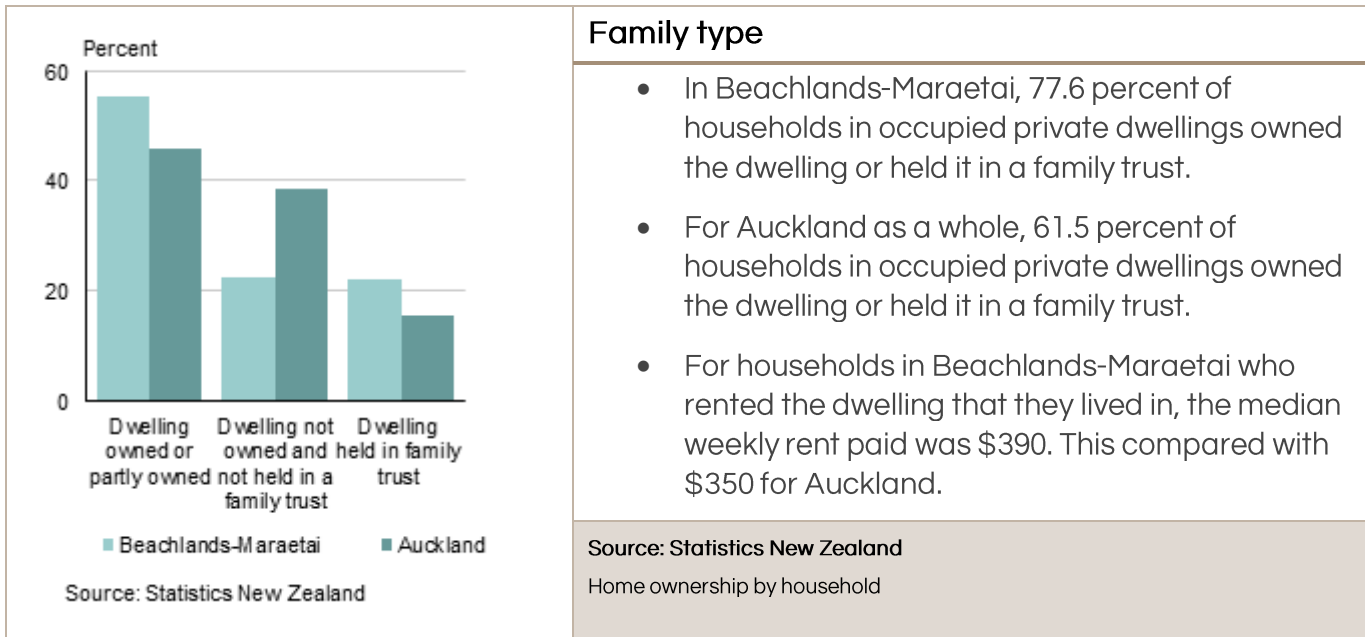 Percent
60
40
20
0
Dwelling owned or partly owned
Dwelling not owned and not held in a family trust
Dwelling held in family trust
Beachlands-Maraetai
Auckland
Source: Statistics New Zealand
Family type
• In Beachlands-Maraetai, 77.6 percent of
households in occupied private dwellings owned
the dwelling or held it in a family trust.
• For Auckland as a whole, 61.5 percent of
households in occupied private dwellings owned
the dwelling or held it in a family trust.
• For households in Beachlands-Maraetai who
rented the dwelling that they lived in, the median
weekly rent paid was $390. This compared with
$350 for Auckland.
Source: Statistics New Zealand
Home ownership by household